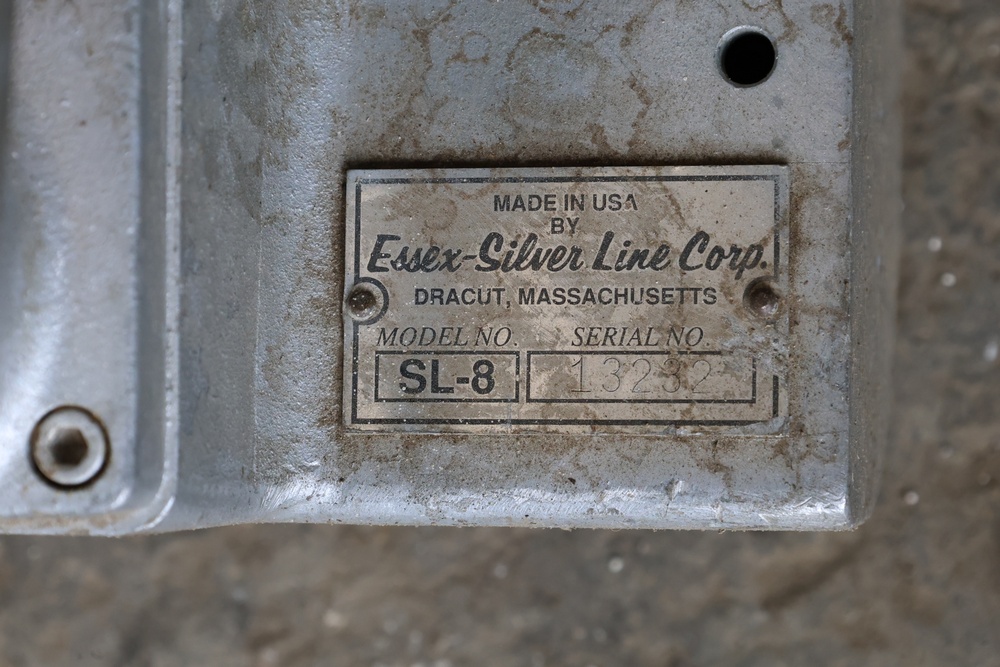 MADE IN USA
BY
Essex-Silver Line Corp.
DRACUT, MASSACHUSETTS
MODEL NO. SERIAL NO.
SL-8 13232